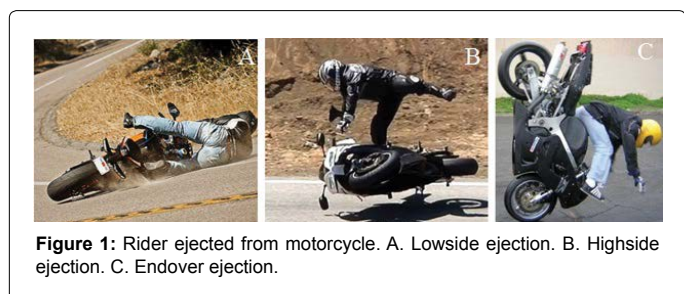 A
B
C
Figure 1: Rider ejected from motorcycle. A. Lowside ejection. B. Highside
ejection. C. Endover ejection.